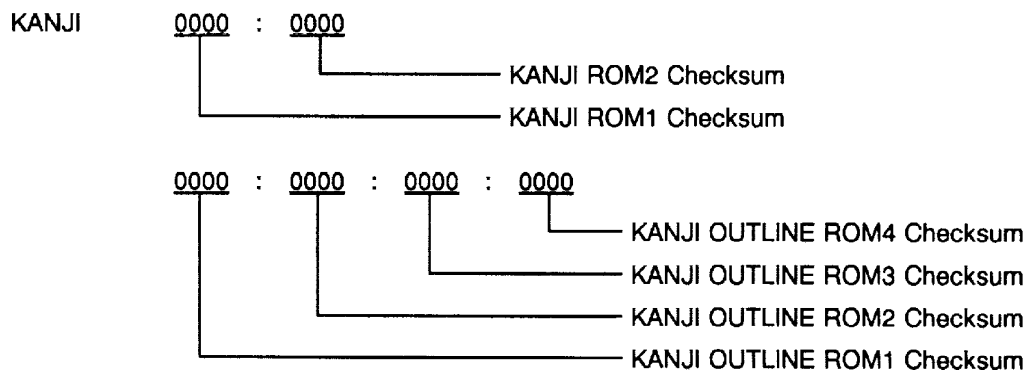 KANJI 0000 : 0000
KANJI ROM2 Checksum
KANJI ROM1 Checksum
0000 : 0000 : 0000 : 0000
KANJI OUTLINE ROM4 Checksum
KANJI OUTLINE ROM3 Checksum
KANJI OUTLINE ROM2 Checksum
KANJI OUTLINE ROM1 Checksum